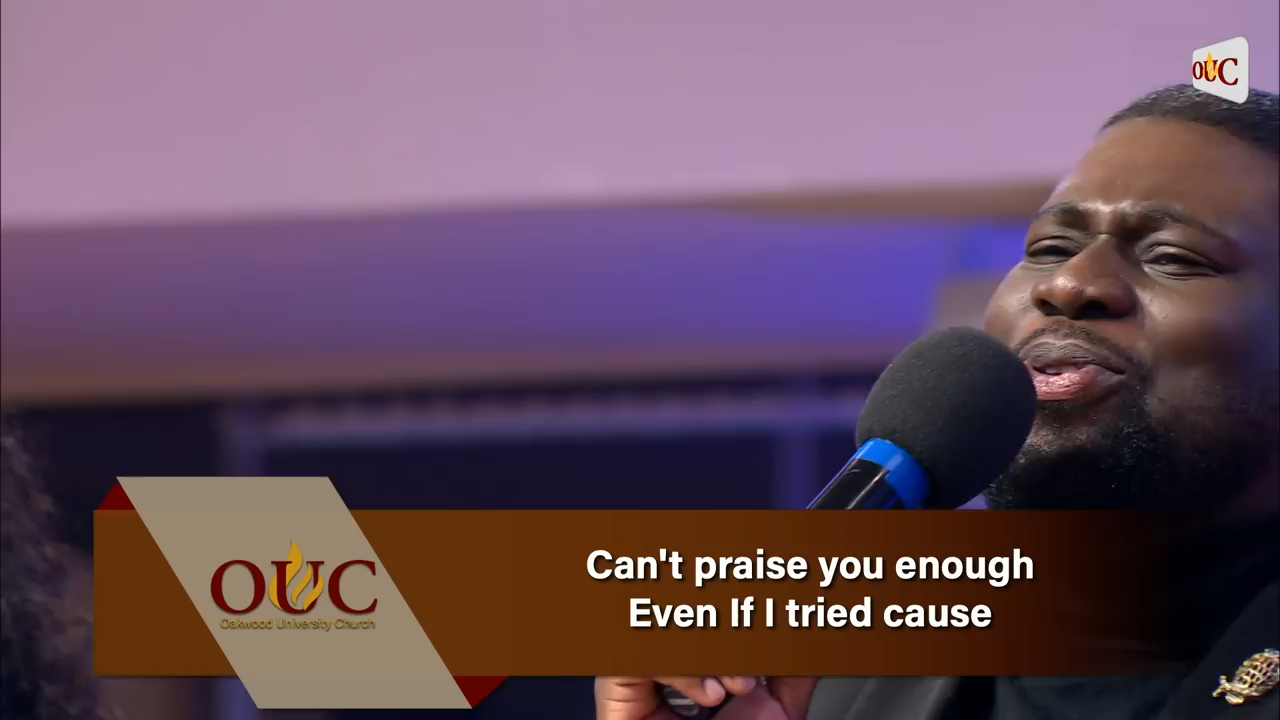 OUC
OUC
Oakwood University Church
Can't praise you enough
Even If I tried cause